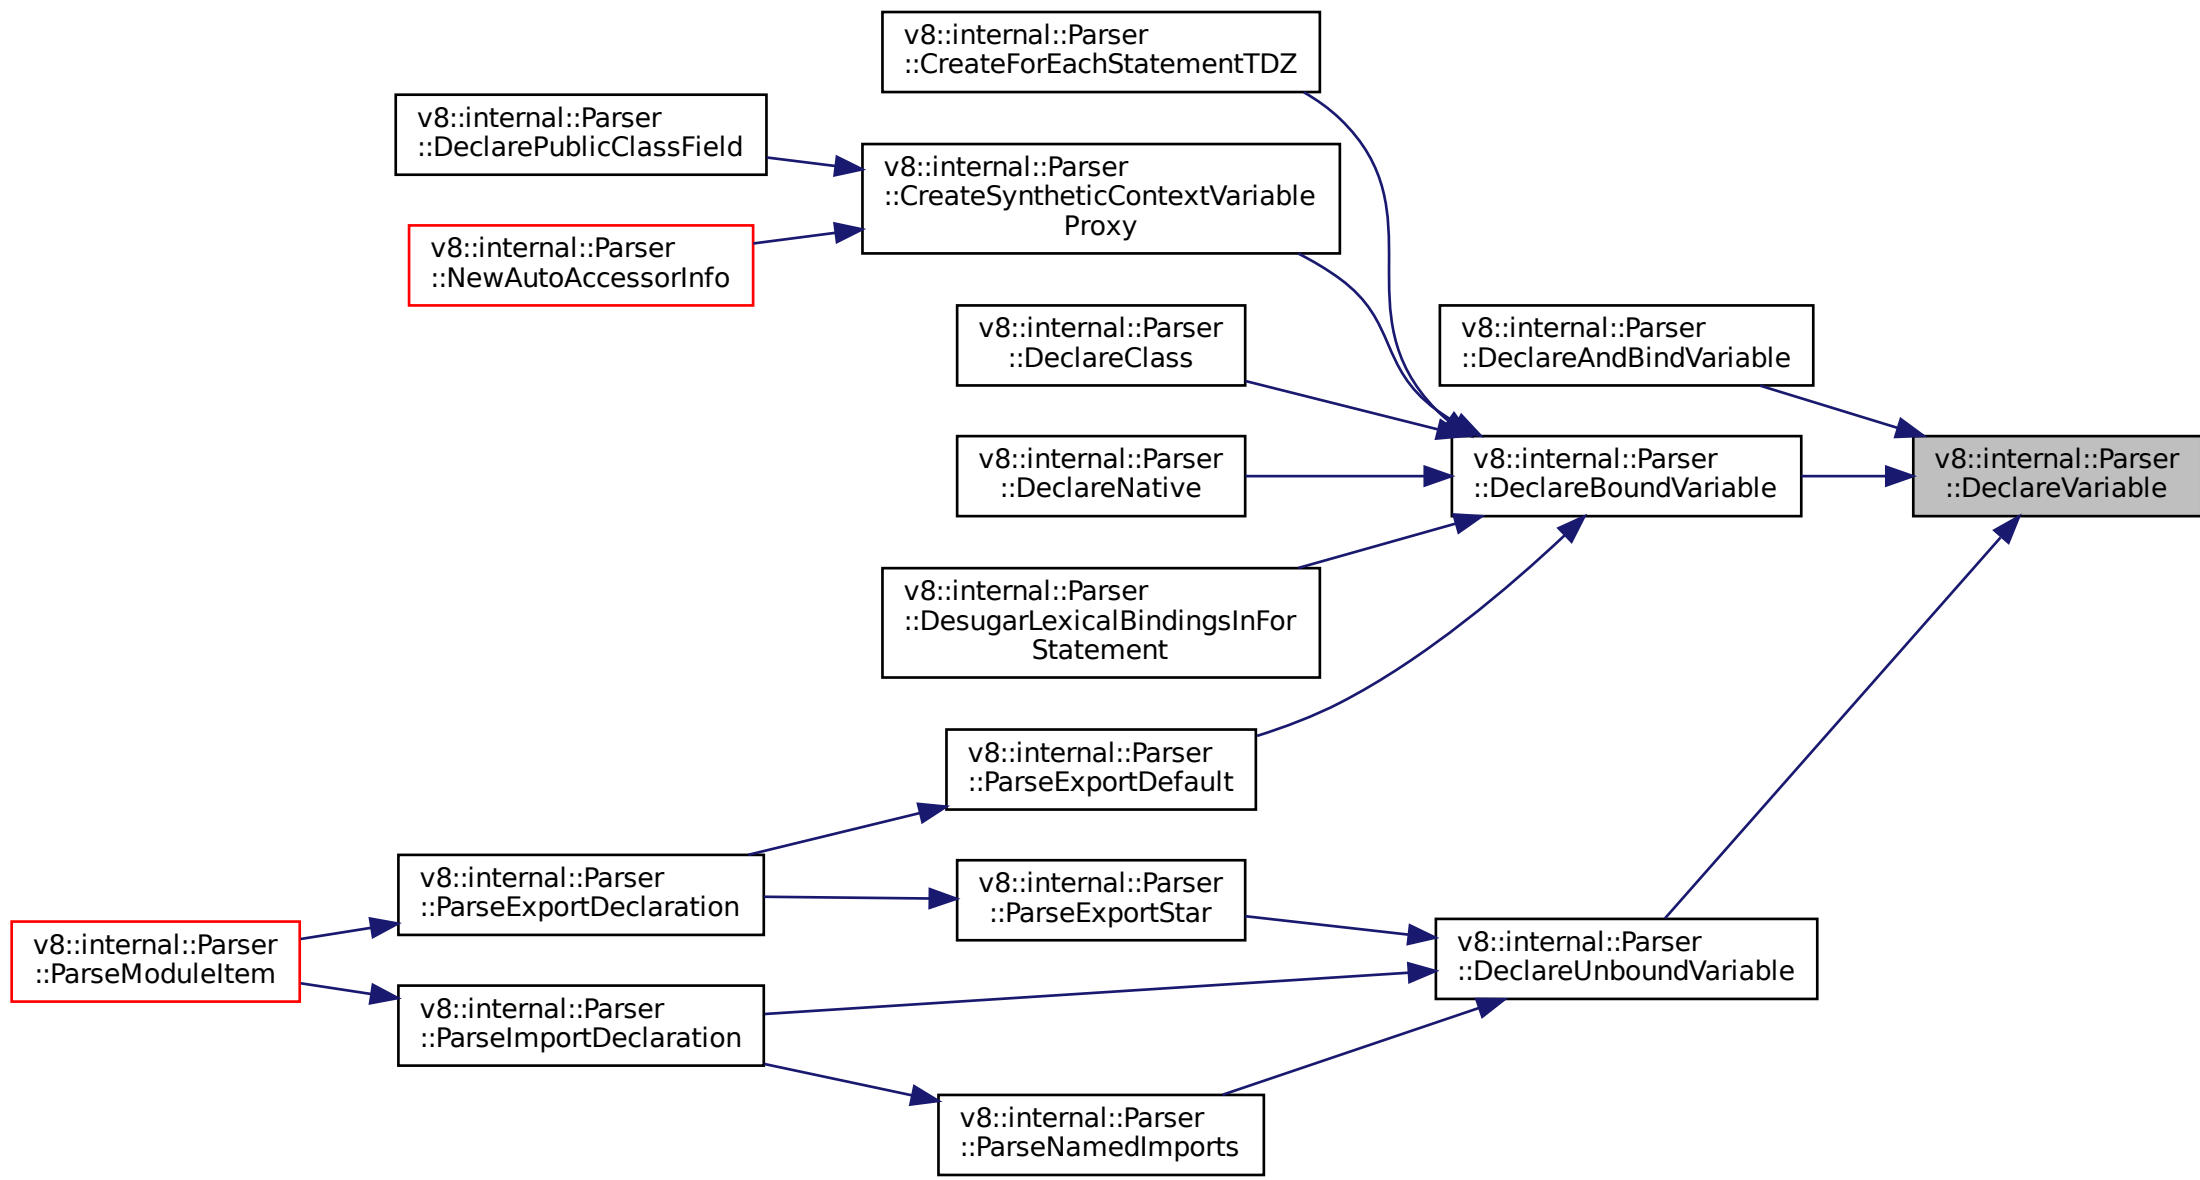 v8::internal::Parser
::CreateForEachStatementTDZ
v8::internal::Parser
::DeclarePublicClassField
v8::internal::Parser
::CreateSyntheticContextVariable
Proxy
v8::internal::Parser
::NewAutoAccessorInfo
v8::internal::Parser
::DeclareClass
v8::internal::Parser
::DeclareAndBindVariable
v8::internal::Parser
::DeclareNative
v8::internal::Parser
::DeclareBoundVariable
v8::internal::Parser
::DeclareVariable
v8::internal::Parser
::DesugarLexicalBindingsInFor
Statement
v8::internal::Parser
::ParseExportDefault
v8::internal::Parser
::ParseExportDeclaration
v8::internal::Parser
::ParseExportStar
v8::internal::Parser
::ParseModuleItem
v8::internal::Parser
::DeclareUnboundVariable
v8::internal::Parser
::ParseImportDeclaration
v8::internal::Parser
::ParseNamedImports